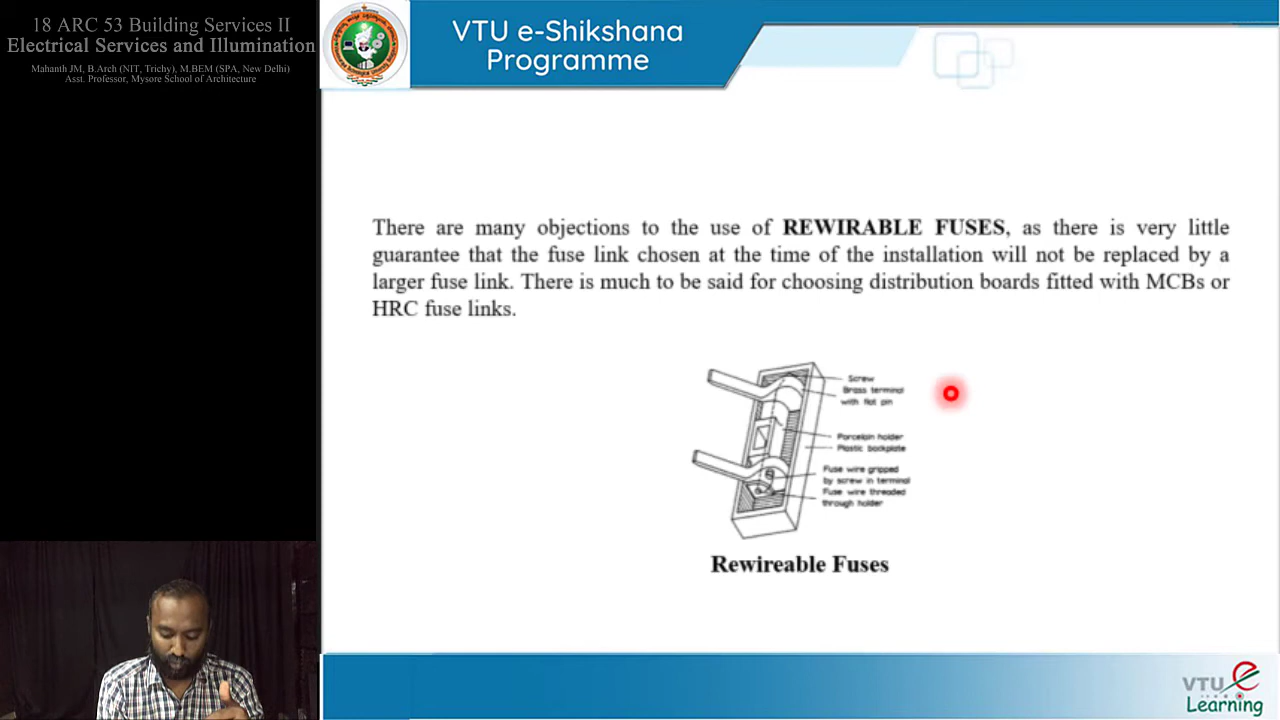 18 ARC 53 Building Services II
Electrical Services and Illumination
Mahanth JM, B.Arch (NIT, Trichy), M.BEM (SPA, New Delhi)
Asst. Professor, Mysore School of Architecture
VTU e-Shikshana
Programme
There are many objections to the use of REWIRABLE FUSES, as there is very little
guarantee that the fuse link chosen at the time of the installation will not be replaced by a
larger fuse link. There is much to be said for choosing distribution boards fitted with MCBs or
HRC fuse links.
Screw
Brass terminal
with flat pin
Porcelain holder
Plastic backplate
Fuse wire gripped
by screw in terminal
Fuse wire threaded
through holder
Rewireable Fuses
VTU e
Learning